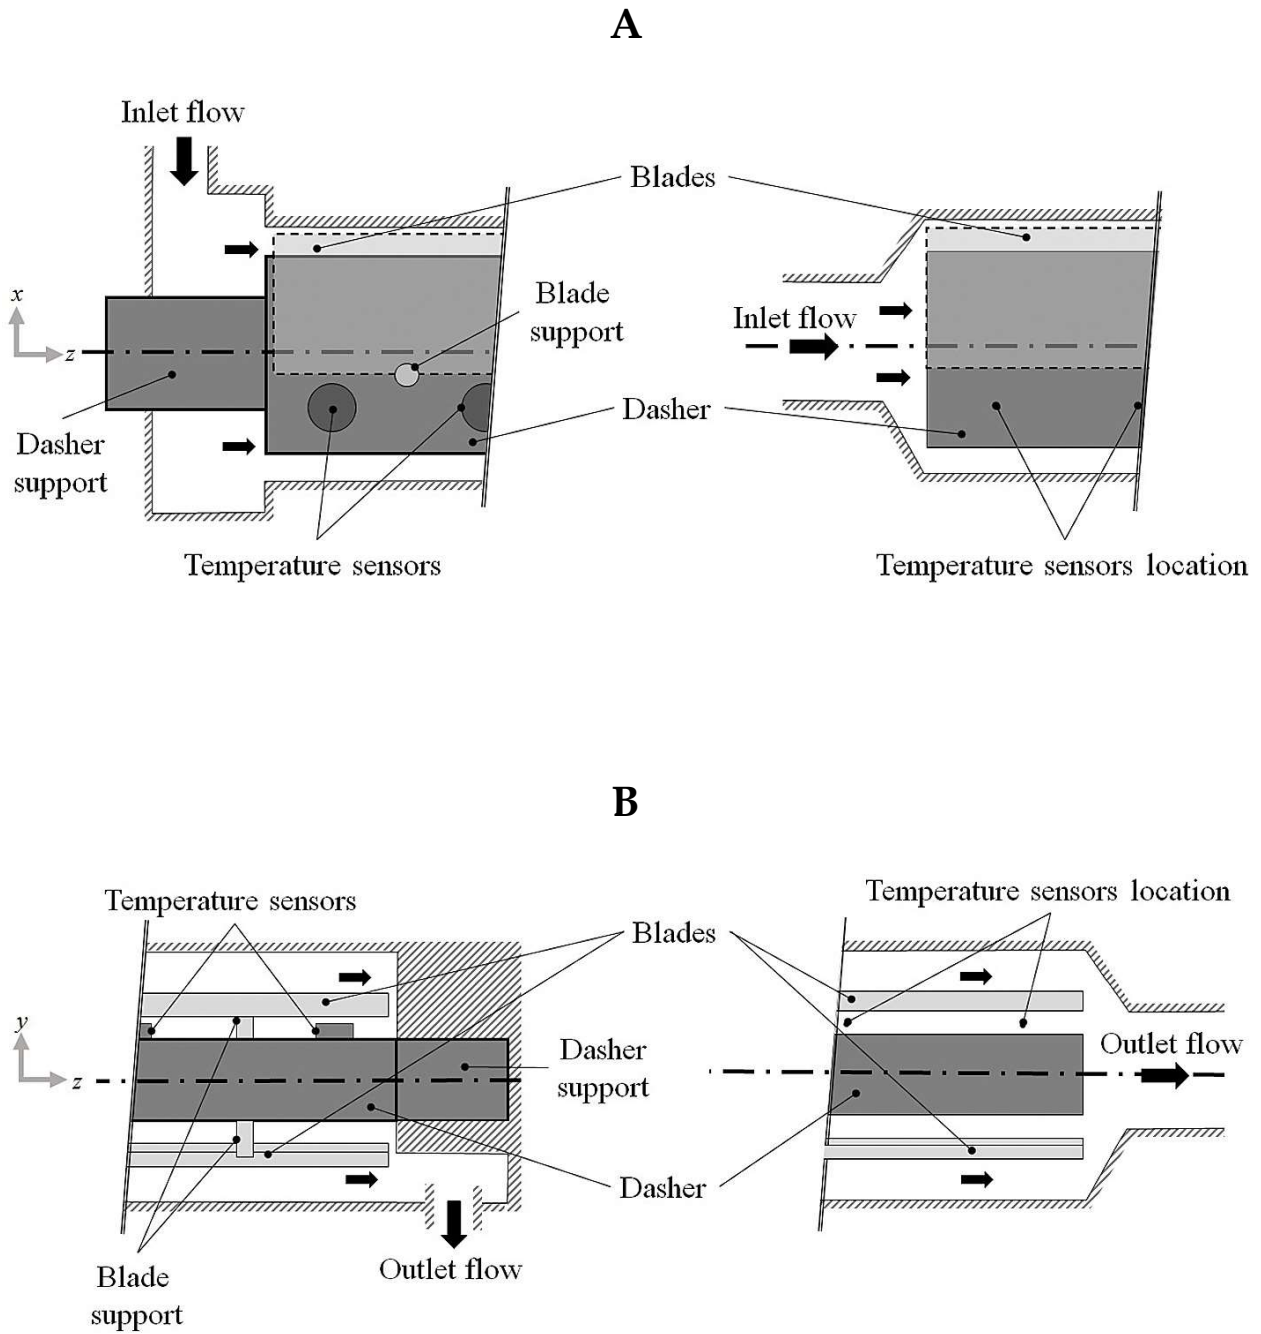 A
Inlet flow
Blades
Blade
support
x
z
Inlet flow
Dasher
Dasher
support
Temperature sensors
Temperature sensors location
B
Temperature sensors
Temperature sensors location
Blades
y
z
Dasher
support
Outlet flow
Dasher
Outlet flow
Blade
support